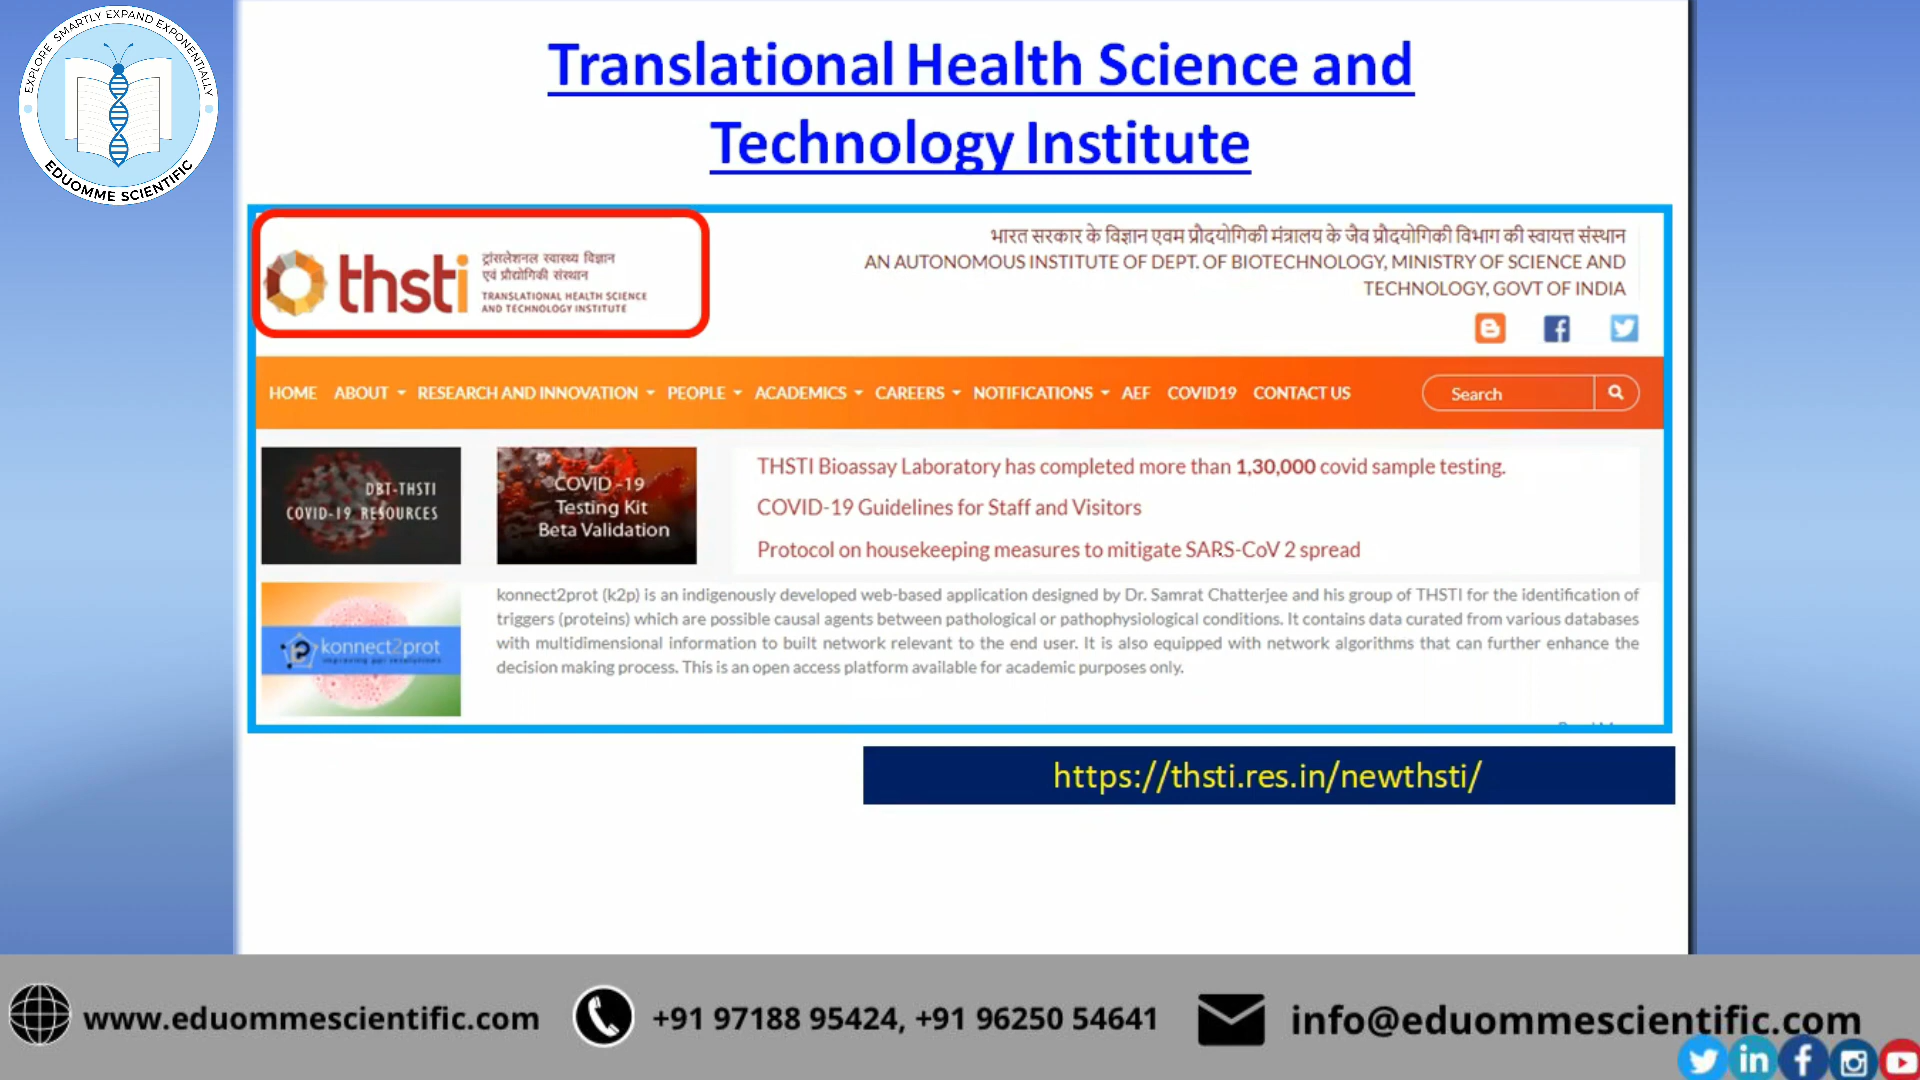 EXPLORE SMARTLY EXPAND EXPONENTIALLY
EDUOMME SCIENTIFIC
Translational Health Science and
Technology Institute
thsti
ट्रांसलेशनल स्वास्थ्य विज्ञान
एवं प्रौद्योगिकी संस्थान
TRANSLATIONAL HEALTH SCIENCE
AND TECHNOLOGY INSTITUTE
भारत सरकार के विज्ञान एवम प्रौदयोगिकी मंत्रालय के जैव प्रौदयोगिकी विभाग की स्वायत्त संस्थान
AN AUTONOMOUS INSTITUTE OF DEPT. OF BIOTECHNOLOGY, MINISTRY OF SCIENCE AND
TECHNOLOGY, GOVT OF INDIA
HOME ABOUT RESEARCH AND INNOVATION PEOPLE ACADEMICS CAREERS NOTIFICATIONS AEF COVID19 CONTACT US Search
DBT-THSTI
COVID-19 RESOURCES
COVID -19
Testing Kit
Beta Validation
THSTI Bioassay Laboratory has completed more than 1,30,000 covid sample testing.
COVID-19 Guidelines for Staff and Visitors
Protocol on housekeeping measures to mitigate SARS-CoV 2 spread
konnect2prot
konnect2prot (k2p) is an indigenously developed web-based application designed by Dr. Samrat Chatterjee and his group of THSTI for the identification of
triggers (proteins) which are possible causal agents between pathological or pathophysiological conditions. It contains data curated from various databases
with multidimensional information to built network relevant to the end user. It is also equipped with network algorithms that can further enhance the
decision making process. This is an open access platform available for academic purposes only.
https://thsti.res.in/newthsti/
www.eduommescientific.com
+91 97188 95424, +91 96250 54641
info@eduommescientific.com